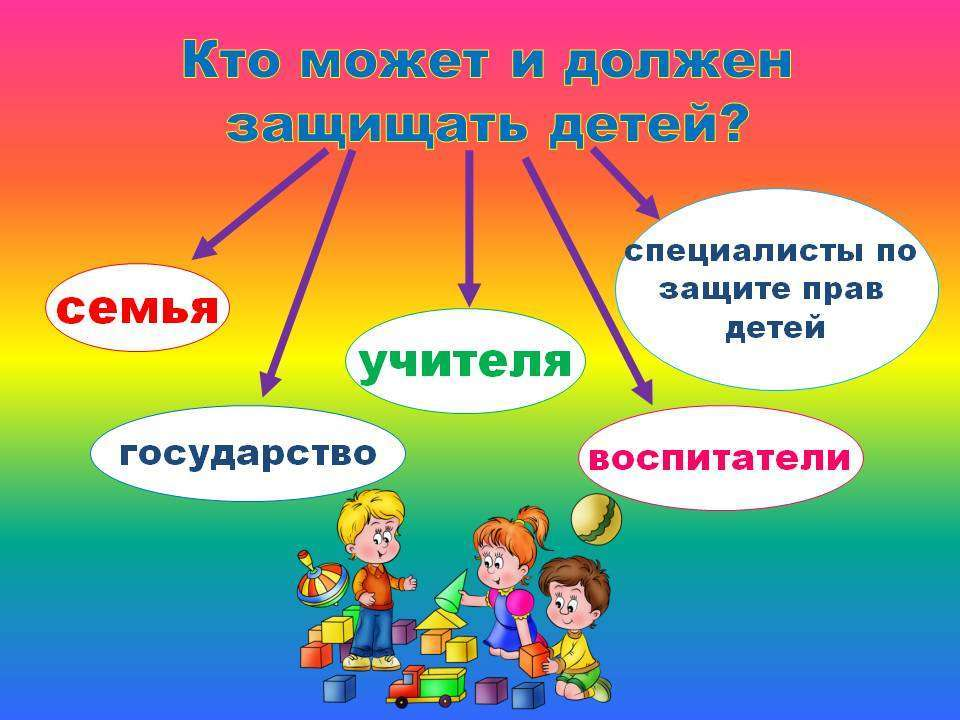 Кто может и должен
защищать детей?
специалисты по
защите прав
детей
семья
учителя
государство
воспитатели